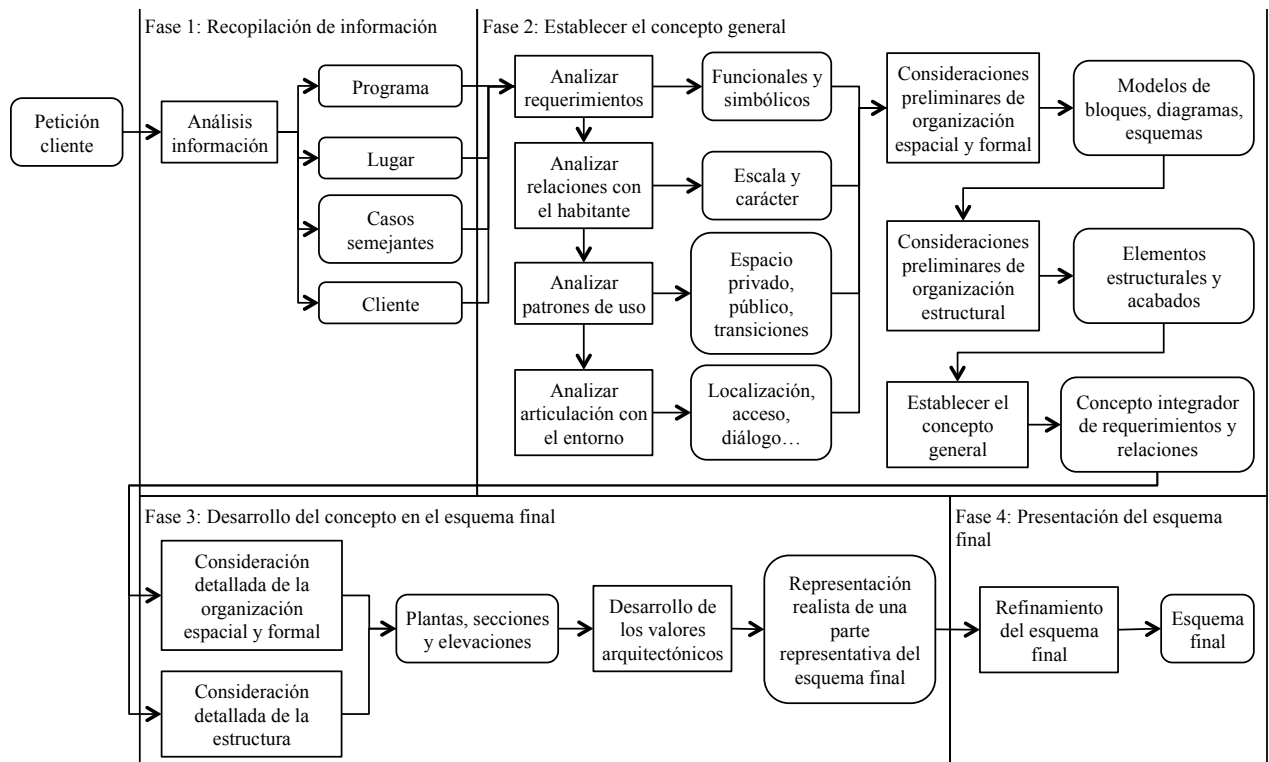 Fase 1: Recopilación de información
Fase 2: Establecer el concepto general
Petición
cliente
Análisis
información
Programa
Lugar
Casos
semejantes
Cliente
Analizar
requerimientos
Funcionales y
simbólicos
Analizar
relaciones con
el habitante
Escala y
carácter
Analizar
patrones de uso
Espacio
privado,
público,
transiciones
Analizar
articulación con
el entorno
Localización,
acceso,
diálogo…
Consideraciones
preliminares de
organización
espacial y formal
Modelos de
bloques, diagramas,
esquemas
Consideraciones
preliminares de
organización
estructural
Elementos
estructurales y
acabados
Establecer el
concepto
general
Concepto integrador
de requerimientos y
relaciones
Fase 3: Desarrollo del concepto en el esquema final
Consideración
detallada de la
organización
espacial y formal
Consideración
detallada de la
estructura
Plantas, secciones
y elevaciones
Desarrollo de
los valores
arquitectónicos
Representación
realista de una
parte
representativa del
esquema final
Fase 4: Presentación del esquema
final
Refinamiento
del esquema
final
Esquema
final